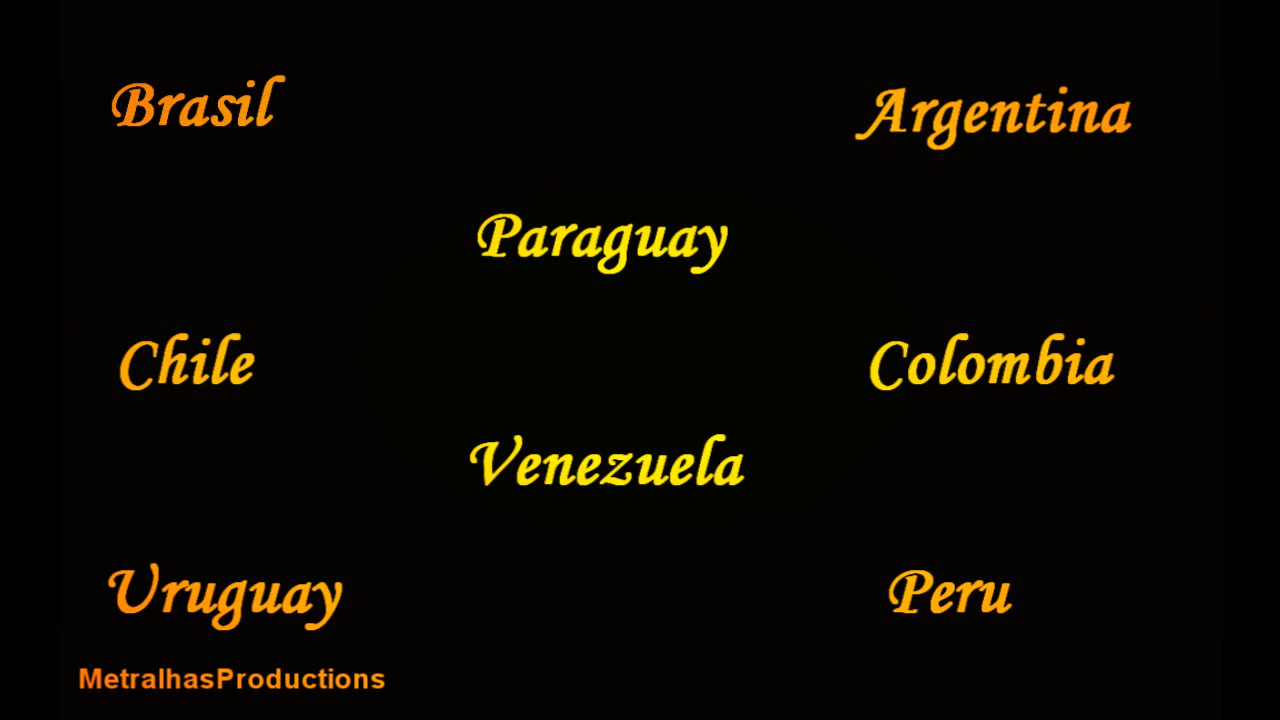 Brasil
Argentina
Paraguay
Chile
Colombia
Venezuela
Uruguay
Peru
MetralhasProductions